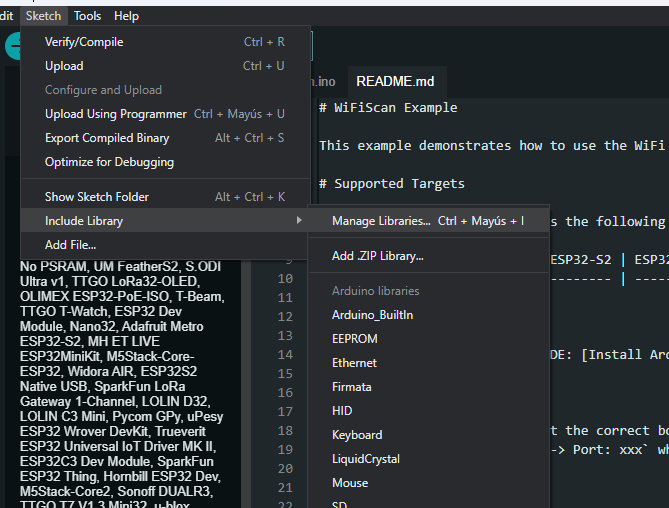 dit Sketch Tools Help
Verify/Compile Ctrl + R
Upload Ctrl + U
Configure and Upload
Upload Using Programmer Ctrl + Mayús + U
Export Compiled Binary Alt + Ctrl + S
Optimize for Debugging
Show Sketch Folder Alt + Ctrl + K
Include Library
Add File...
Manage Libraries... Ctrl + Mayús + I
Add .ZIP Library...
Arduino libraries
Arduino_BuiltIn
EEPROM
Ethernet
Firmata
HID
Keyboard
LiquidCrystal
Mouse
SD
No PSRAM, UM FeatherS2, S.ODI
Ultra v1, TTGO LoRa32-OLED,
OLIMEX ESP32-PoE-ISO, T-Beam,
TTGO T-Watch, ESP32 Dev
Module, Nano32, Adafruit Metro
ESP32-S2, MH ET LIVE
ESP32MiniKit, M5Stack-Core-
ESP32, Widora AIR, ESP32S2
Native USB, SparkFun LoRa
Gateway 1-Channel, LOLIN D32,
LOLIN C3 Mini, Pycom GPy, uPesy
ESP32 Wrover DevKit, Trueverit
ESP32 Universal IoT Driver MK II,
ESP32C3 Dev Module, SparkFun
ESP32 Thing, Hornbill ESP32 Dev,
M5Stack-Core2, Sonoff DUALR3,
TTGO T7 V1.3 Mini32, u-blox
n.ino README.md
# WiFiScan Example
This example demonstrates how to use the WiFi
# Supported Targets
s the following
9 ESP32-S2 | ESP32
10 --------- | -----
11
12
13
14 DE: [Install Ard
15
16
17
18 t the correct bo
19 -> Port: xxx` wh
20
21
22